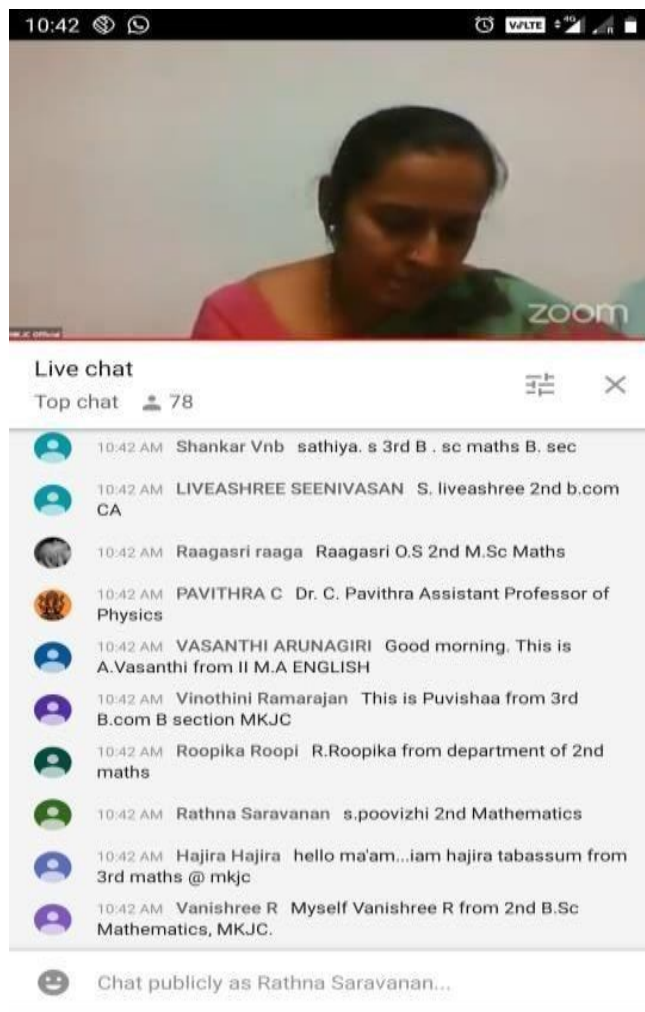 10:42
VoLTE 4G R
zoom
MKJC Official
Live chat
Top chat 78
10:42 AM Shankar Vnb sathiya. s 3rd B . sc maths B. sec
10:42 AM LIVEASHREE SEENIVASAN S. liveashree 2nd b.com
CA
10:42 AM Raagasri raaga Raagasri O.S 2nd M.Sc Maths
10:42 AM PAVITHRA C Dr. C. Pavithra Assistant Professor of
Physics
10:42 AM VASANTHI ARUNAGIRI Good morning. This is
A.Vasanthi from II M.A ENGLISH
10:42 AM Vinothini Ramarajan This is Puvishaa from 3rd
B.com B section MKJC
10:42 AM Roopika Roopi R.Roopika from department of 2nd
maths
10:42 AM Rathna Saravanan s.poovizhi 2nd Mathematics
10:42 AM Hajira Hajira hello ma'am...iam hajira tabassum from
3rd maths @ mkjc
10:42 AM Vanishree R Myself Vanishree R from 2nd B.Sc
Mathematics, MKJC.
Chat publicly as Rathna Saravanan...